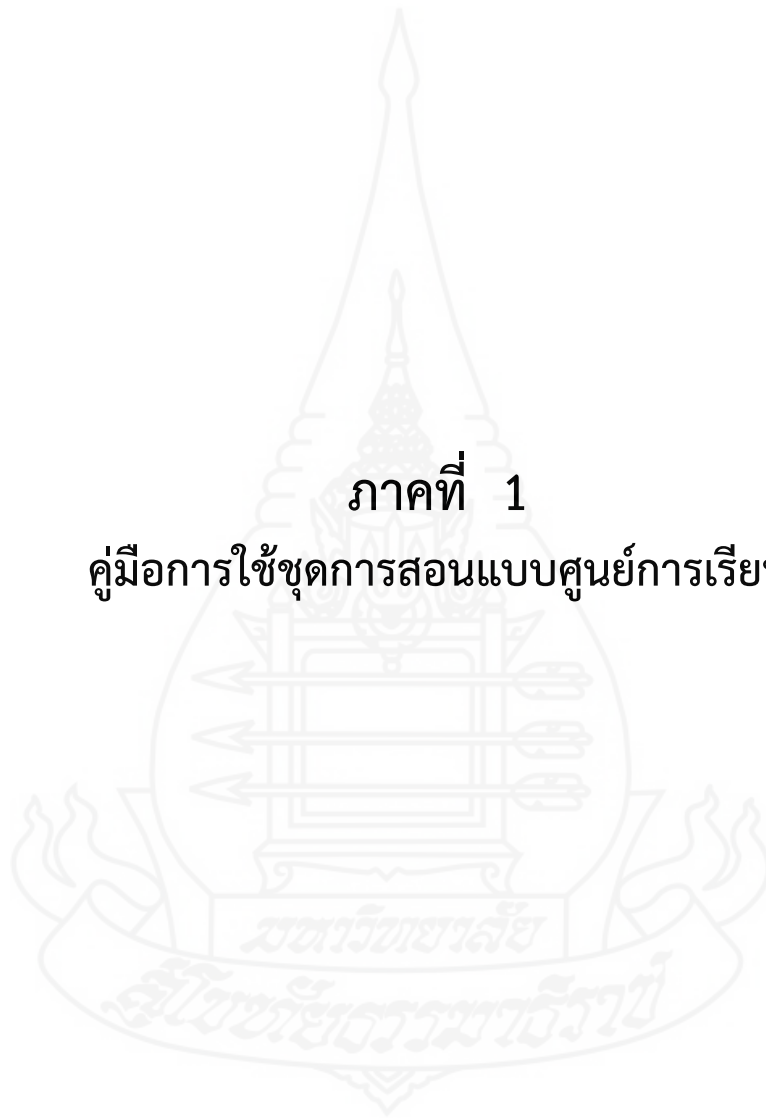 ภาคที่ 1
คู่มือการใช้ชุดการสอนแบบศูนย์การเรีย
มหาวิทยาลัย
สุโขทัยธรรมาธิราช